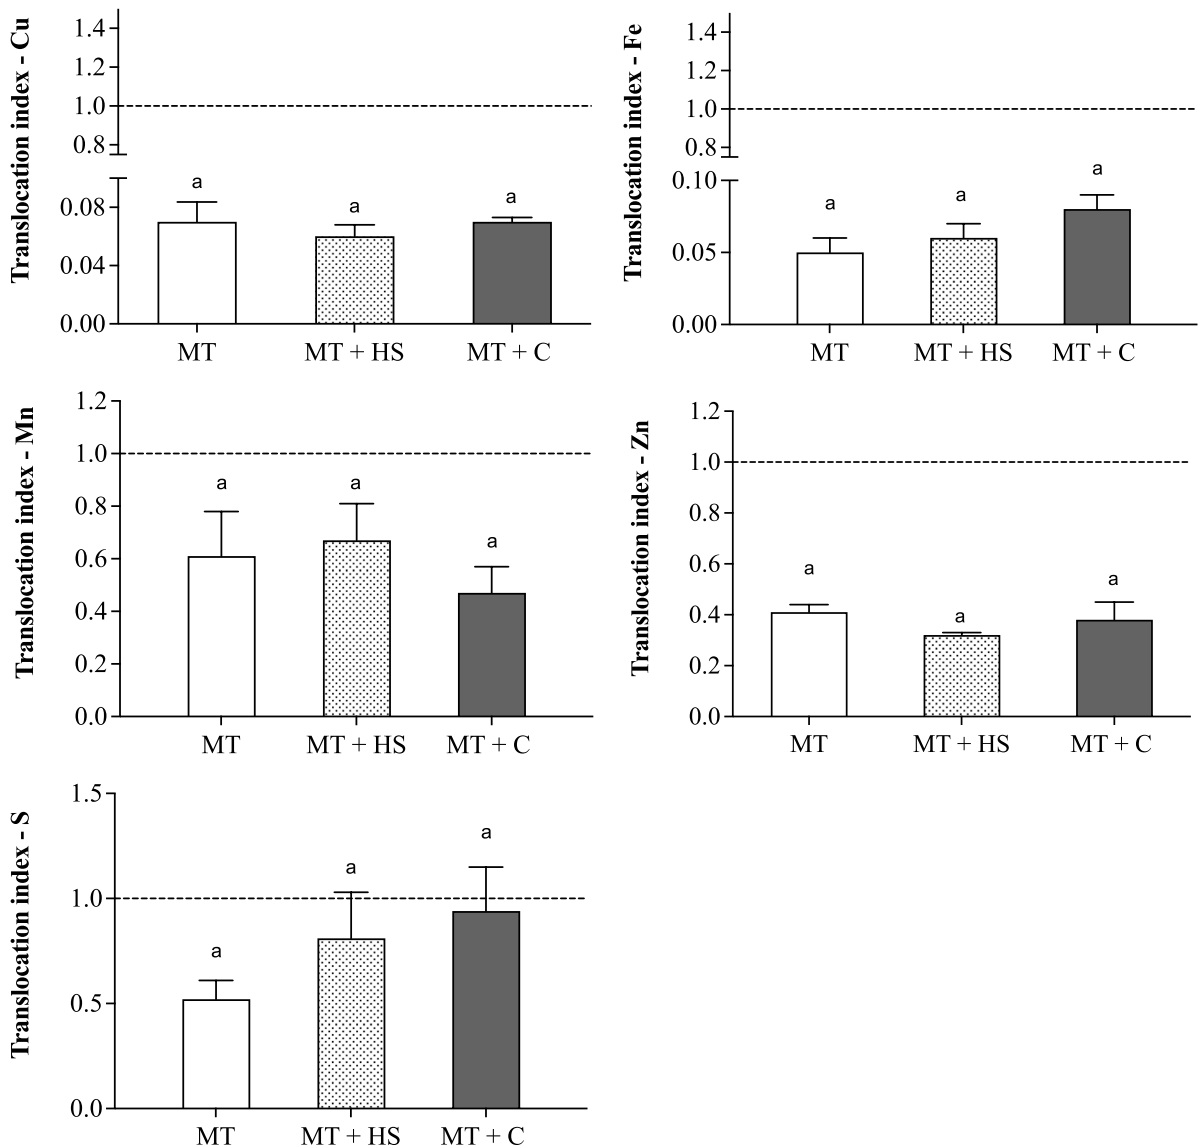 Translocation index - Cu
1.4
1.2
1.0
0.8
0.08
0.04
0.00
a
a
a
MT
MT + HS
MT + C
Translocation index - Fe
1.4
1.2
1.0
0.8
0.10
0.05
0.00
a
a
a
MT
MT + HS
MT + C
Translocation index - Mn
1.2
1.0
0.8
0.6
0.4
0.2
0.0
a
a
a
MT
MT + HS
MT + C
Translocation index - Zn
1.2
1.0
0.8
0.6
0.4
0.2
0.0
a
a
a
MT
MT + HS
MT + C
Translocation index - S
1.5
1.0
0.5
0.0
a
a
a
MT
MT + HS
MT + C